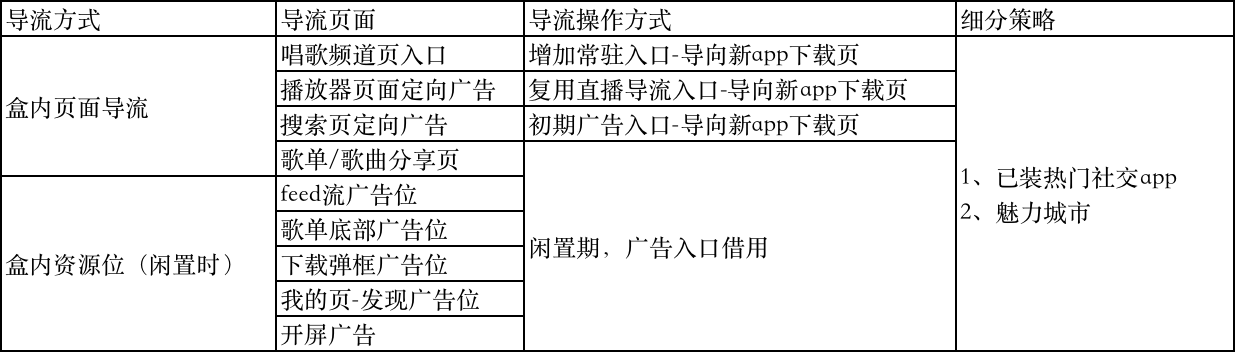 导流方式 导流页面 导流操作方式 细分策略
盒内页面导流
唱歌频道页入口 增加常驻入口-导向新app下载页
播放器页面定向广告 复用直播导流入口-导向新app下载页
搜索页定向广告 初期广告入口-导向新app下载页
歌单/歌曲分享页
盒内资源位（闲置时）
feed流广告位
歌单底部广告位
下载弹框广告位
我的页-发现广告位
开屏广告
闲置期，广告入口借用
1、已装热门社交app
2、魅力城市